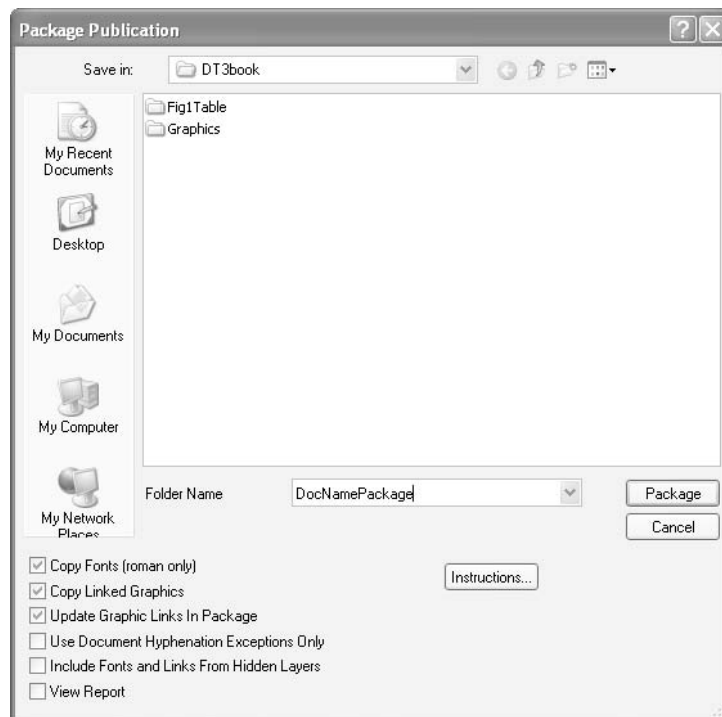 Package Publication
Save in:
DT3book
Fig1Table
Graphics
My Recent
Documents
Desktop
My Documents
My Computer
My Network
Places
Folder Name
DocNamePackage
Package
Cancel
Copy Fonts (roman only)
Copy Linked Graphics
Update Graphic Links In Package
Use Document Hyphenation Exceptions Only
Include Fonts and Links From Hidden Layers
View Report
Instructions...